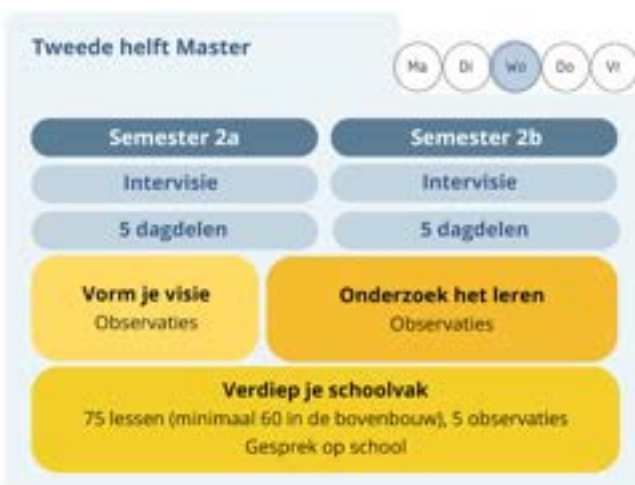 Tweede helft Master
Ma Di Wo Do Vr
Semester 2a Semester 2b
Intervisie Intervisie
5 dagdelen 5 dagdelen
Vorm je visie Onderzoek het leren
Observaties Observaties
Verdiep je schoolvak
75 lessen (minimaal 60 in de bovenbouw), 5 observaties
Gesprek op school